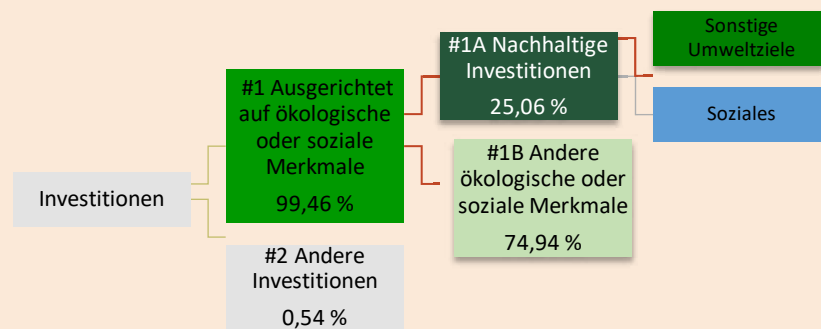 Investitionen
#1 Ausgerichtet
auf ökologische
oder soziale
Merkmale
99,46 %
#2 Andere
Investitionen
0,54 %
#1A Nachhaltige
Investitionen
25,06 %
#1B Andere
ökologische oder
soziale Merkmale
74,94 %
Sonstige
Umweltziele
Soziales